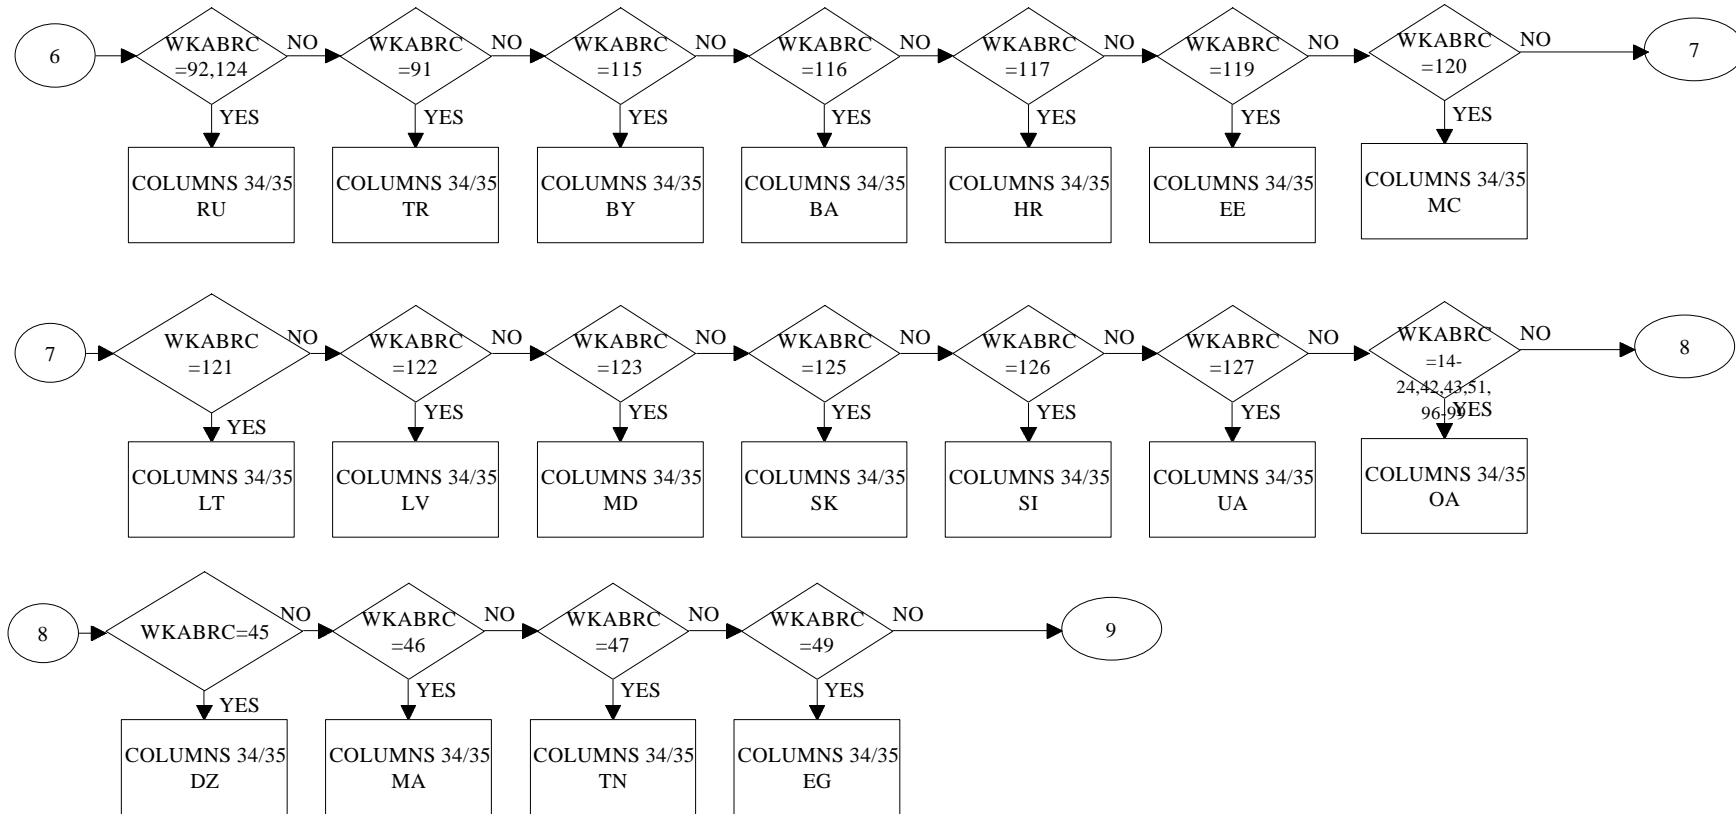 6
WKABRC
=92,124
NO
WKABRC
=91
NO
WKABRC
=115
NO
WKABRC
=116
NO
WKABRC
=117
NO
WKABRC
=119
NO
WKABRC
=120
NO
7
YES
YES
YES
YES
YES
YES
YES
COLUMNS 34/35
RU
COLUMNS 34/35
TR
COLUMNS 34/35
BY
COLUMNS 34/35
BA
COLUMNS 34/35
HR
COLUMNS 34/35
EE
COLUMNS 34/35
MC
7
WKABRC
=121
NO
WKABRC
=122
NO
WKABRC
=123
NO
WKABRC
=125
NO
WKABRC
=126
NO
WKABRC
=127
NO
WKABRC
=14-
24,42,43,51,
96-99
NO
8
YES
YES
YES
YES
YES
YES
YES
COLUMNS 34/35
LT
COLUMNS 34/35
LV
COLUMNS 34/35
MD
COLUMNS 34/35
SK
COLUMNS 34/35
SI
COLUMNS 34/35
UA
COLUMNS 34/35
OA
8
WKABRC=45
NO
WKABRC
=46
NO
WKABRC
=47
NO
WKABRC
=49
NO
9
YES
YES
YES
YES
COLUMNS 34/35
DZ
COLUMNS 34/35
MA
COLUMNS 34/35
TN
COLUMNS 34/35
EG